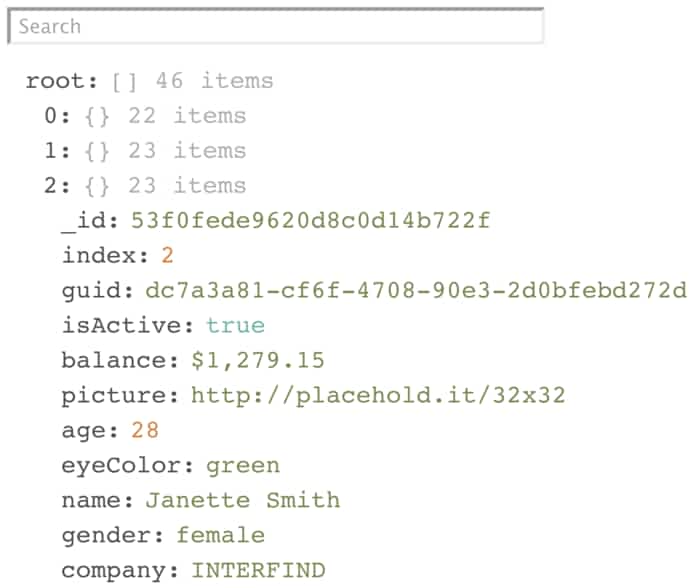 Search
root: [] 46 items
0: {} 22 items
1: {} 23 items
2: {} 23 items
_id: 53f0fede9620d8c0d14b722f
index: 2
guid: dc7a3a81-cf6f-4708-90e3-2d0bfebd272d
isActive: true
balance: $1,279.15
picture: http://placehold.it/32x32
age: 28
eyeColor: green
name: Janette Smith
gender: female
company: INTERFIND